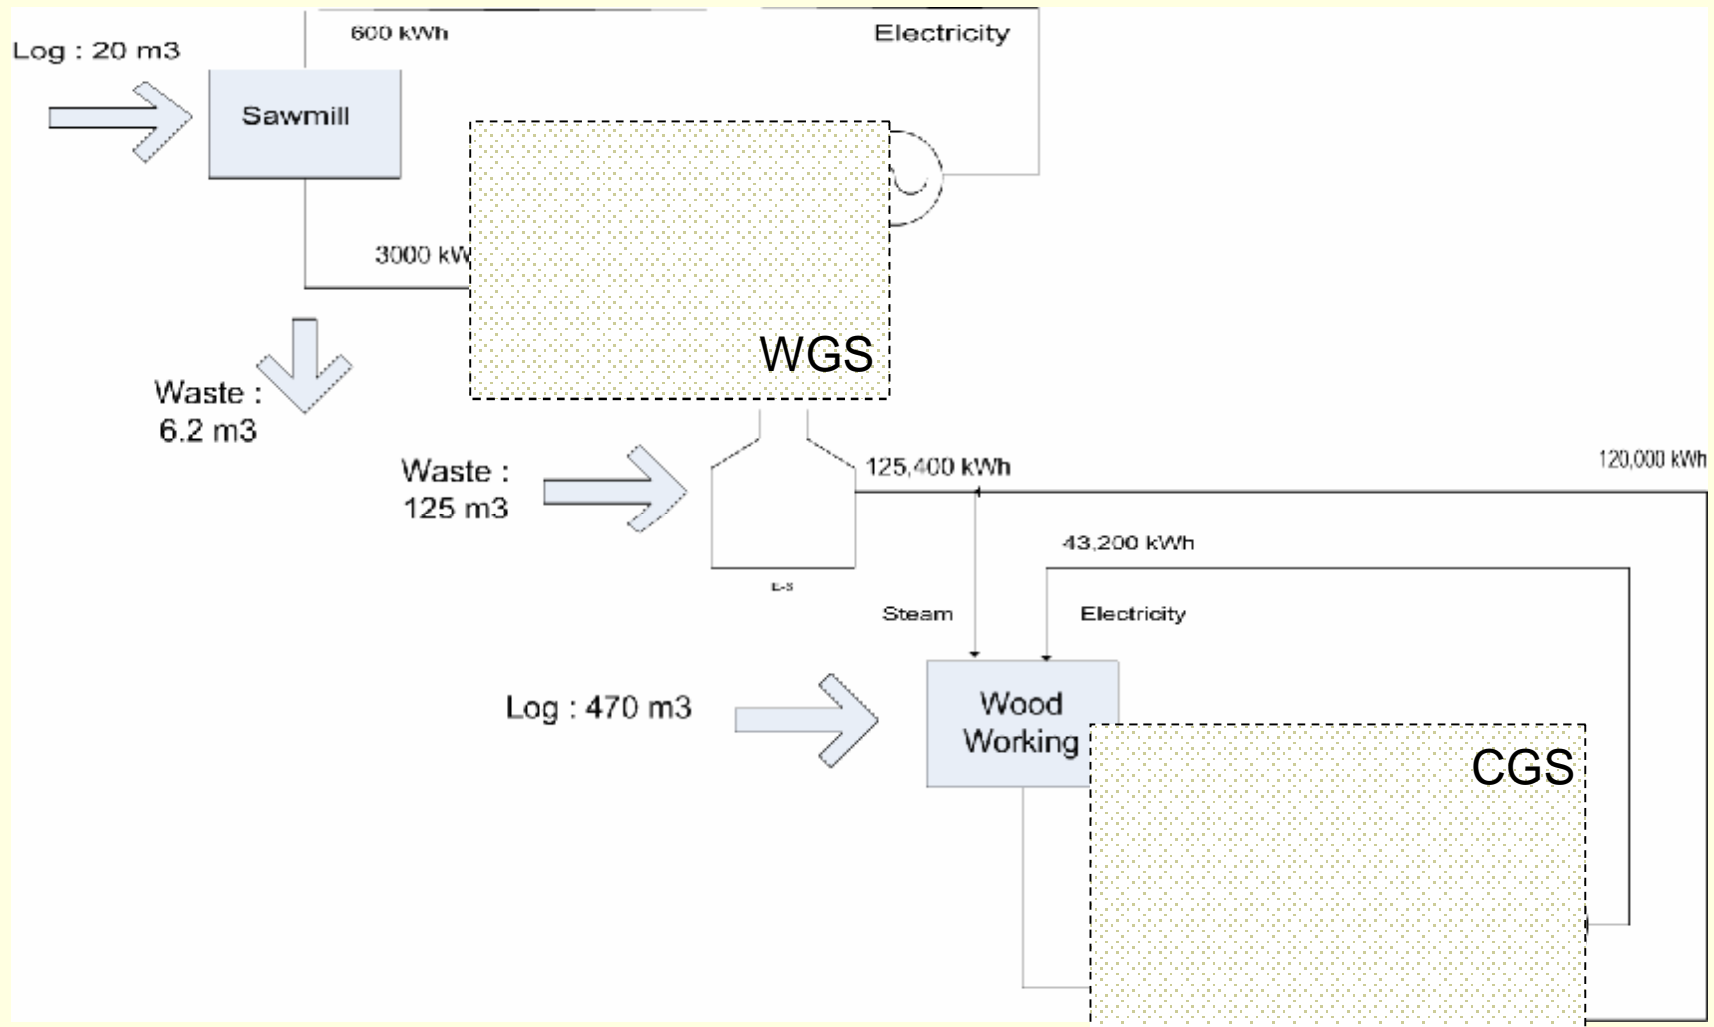 600 kWh
Electricity
Log : 20 m3
Sawmill
3000 kW
WGS
Waste :
6.2 m3
Waste :
125 m3
125,400 kWh
120,000 kWh
43,200 kWh
E-8
Steam
Electricity
Log : 470 m3
Wood
Working
CGS